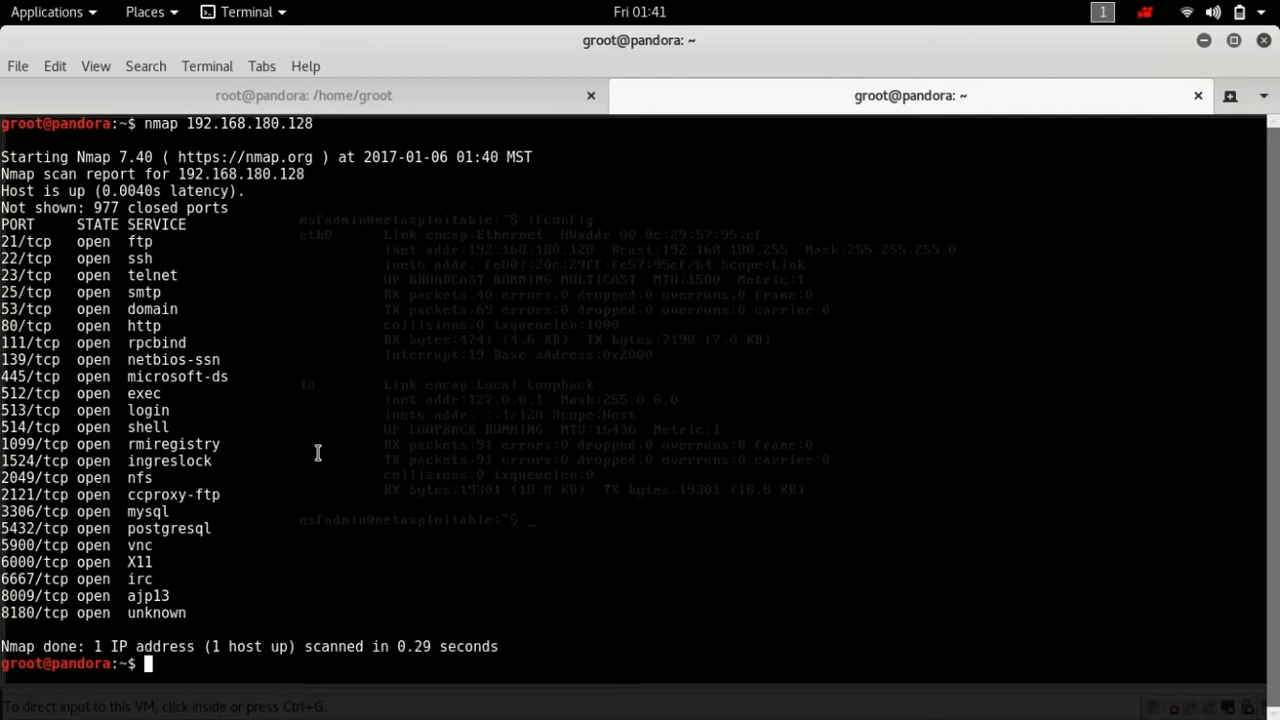 Applications Places Terminal Fri 01:41 1
groot@pandora: ~
File Edit View Search Terminal Tabs Help
root@pandora: /home/groot groot@pandora: ~
groot@pandora:~$ nmap 192.168.180.128
Starting Nmap 7.40 ( https://nmap.org ) at 2017-01-06 01:40 MST
Nmap scan report for 192.168.180.128
Host is up (0.0040s latency).
Not shown: 977 closed ports
PORT STATE SERVICE
21/tcp open ftp
22/tcp open ssh
23/tcp open telnet
25/tcp open smtp
53/tcp open domain
80/tcp open http
111/tcp open rpcbind
139/tcp open netbios-ssn
445/tcp open microsoft-ds
512/tcp open exec
513/tcp open login
514/tcp open shell
1099/tcp open rmiregistry
1524/tcp open ingreslock
2049/tcp open nfs
2121/tcp open ccproxy-ftp
3306/tcp open mysql
5432/tcp open postgresql
5900/tcp open vnc
6000/tcp open X11
6667/tcp open irc
8009/tcp open ajp13
8180/tcp open unknown
Nmap done: 1 IP address (1 host up) scanned in 0.29 seconds
groot@pandora:~$
msfadmin@metasploitable:~$ ifconfig
eth0 Link encap:Ethernet HWaddr 00:0c:29:57:95:ef
inet addr:192.168.180.128 Bcast:192.168.180.255 Mask:255.255.255.0
inet6 addr: fe80::20c:29ff:fe57:95ef/64 Scope:Link
UP BROADCAST RUNNING MULTICAST MTU:1500 Metric:1
RX packets:40 errors:0 dropped:0 overruns:0 frame:0
TX packets:69 errors:0 dropped:0 overruns:0 carrier:0
collisions:0 txqueuelen:1000
RX bytes:4741 (4.6 KB) TX bytes:7198 (7.0 KB)
Interrupt:19 Base address:0x2000
lo Link encap:Local Loopback
inet addr:127.0.0.1 Mask:255.0.0.0
inet6 addr: ::1/128 Scope:Host
UP LOOPBACK RUNNING MTU:16436 Metric:1
RX packets:91 errors:0 dropped:0 overruns:0 frame:0
TX packets:91 errors:0 dropped:0 overruns:0 carrier:0
collisions:0 txqueuelen:0
RX bytes:19301 (18.8 KB) TX bytes:19301 (18.8 KB)
msfadmin@metasploitable:~$ _
To direct input to this VM, click inside or press Ctrl+G.